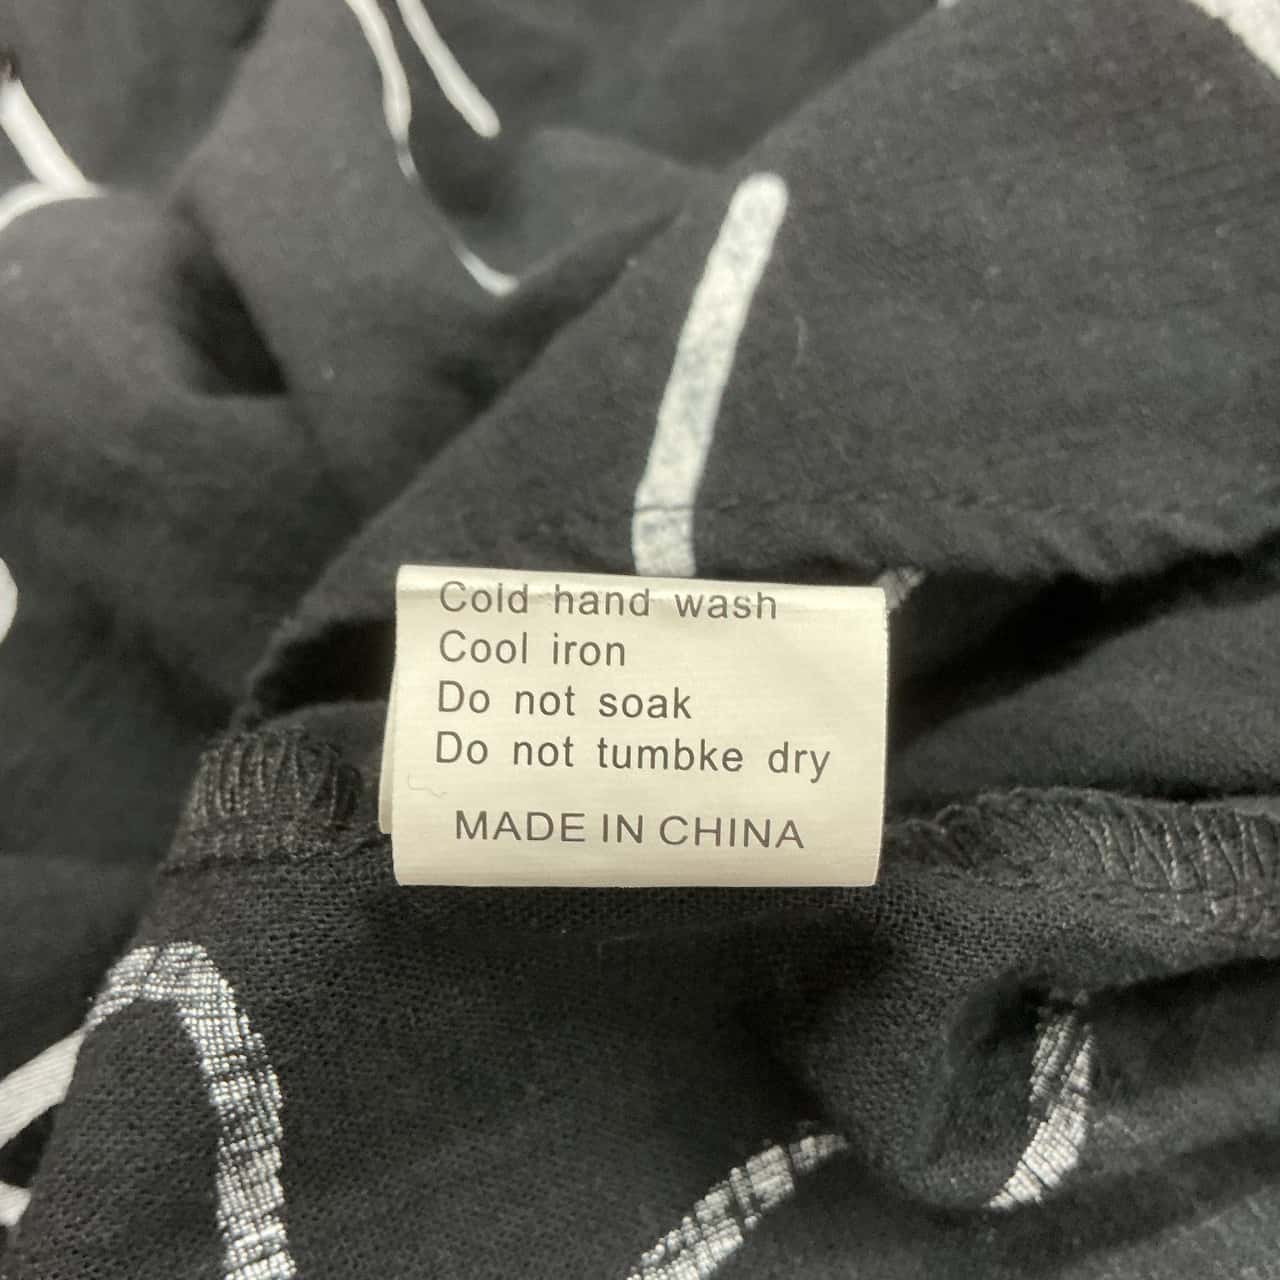 Cold hand wash
Cool iron
Do not soak
Do not tumbke dry
MADE IN CHINA